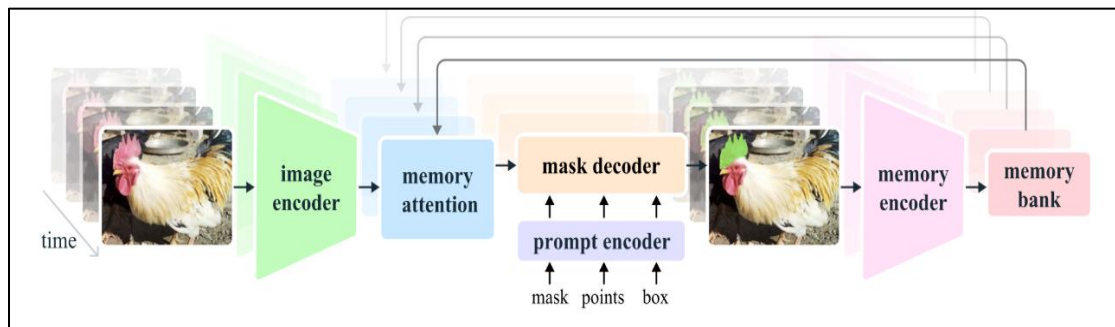 time
image
encoder
memory
attention
mask decoder
prompt encoder
mask points box
memory
encoder
memory
bank